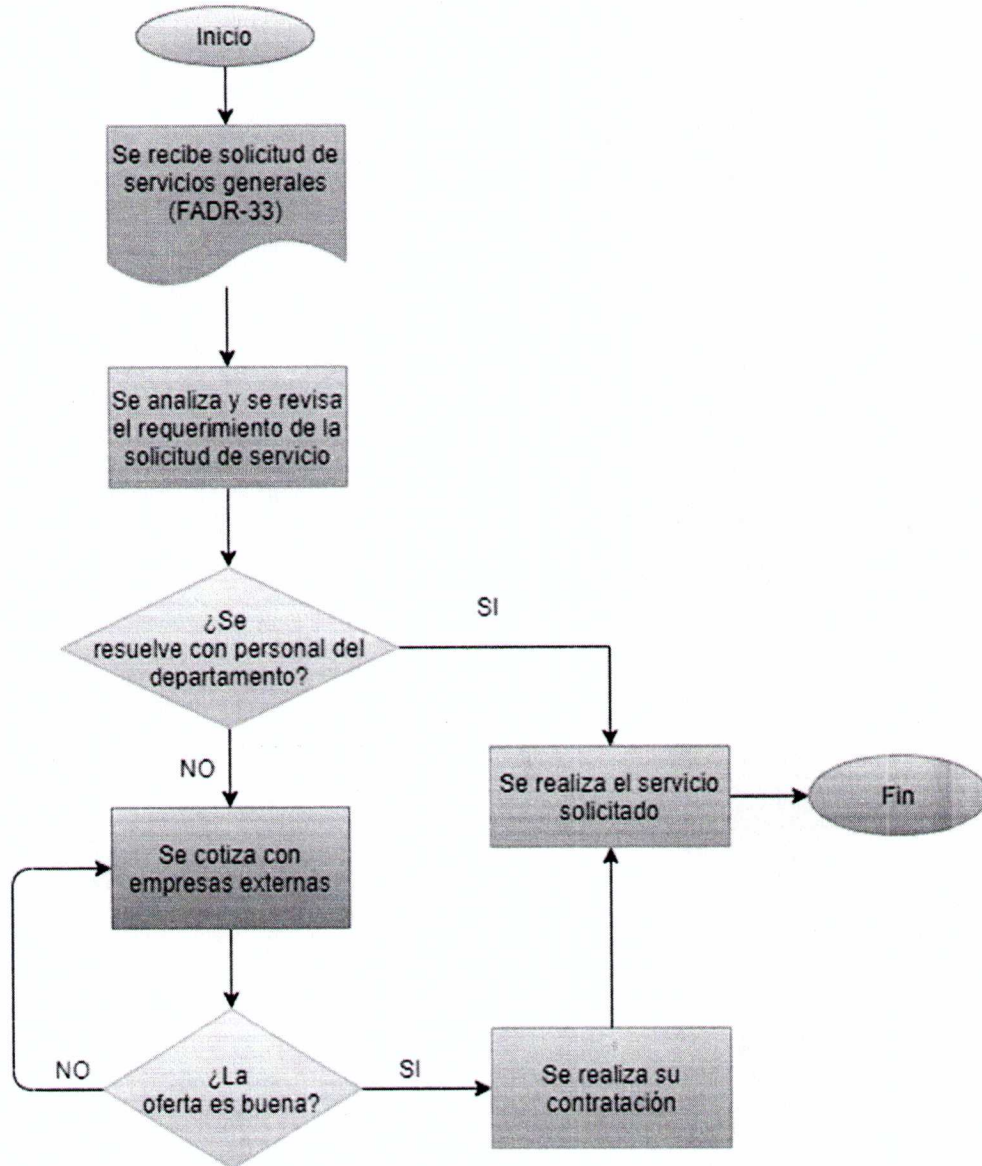 Inicio
Se recibe solicitud de
servicios generales
(FADR-33)
Se analiza y se revisa
el requerimiento de la
solicitud de servicio
¿Se
resuelve con personal del
departamento?
SI
NO
Se realiza el servicio
solicitado
Fin
Se cotiza con
empresas externas
¿La
oferta es buena?
NO
SI
Se realiza su
contratación